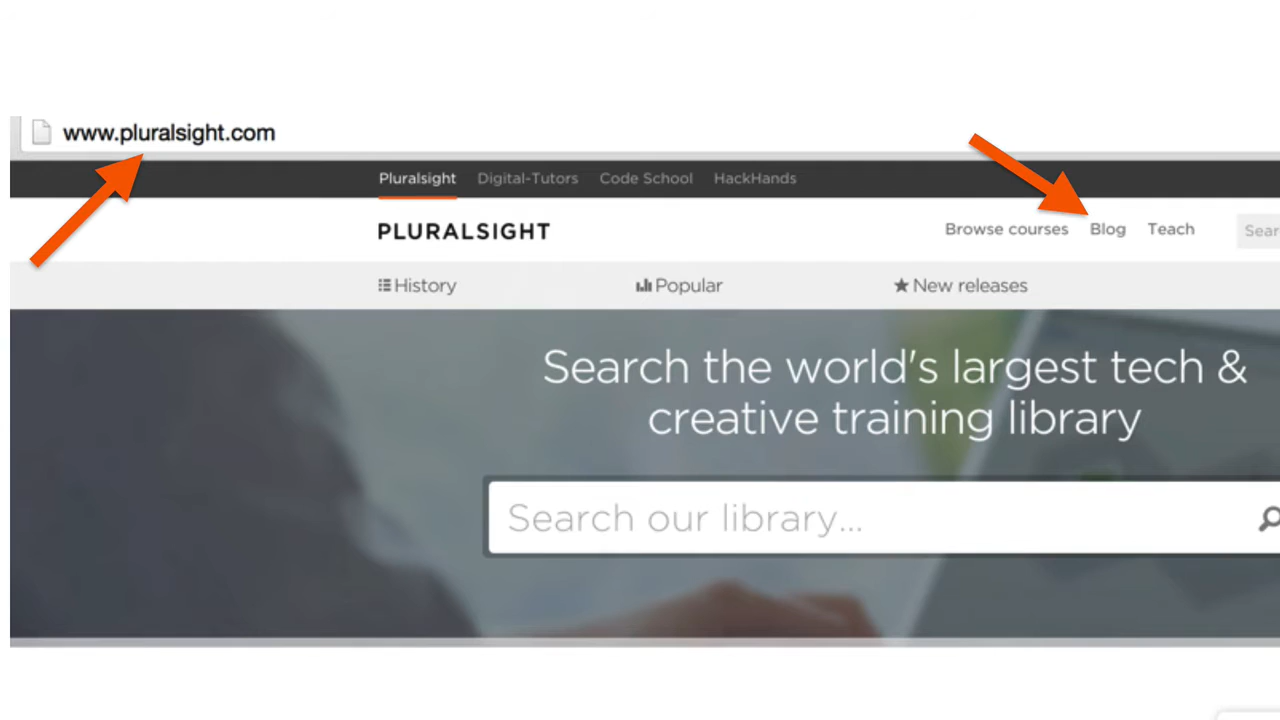 www.pluralsight.com
Pluralsight Digital-Tutors Code School HackHands
PLURALSIGHT
Browse courses Blog Teach
History Popular New releases
Search the world's largest tech &
creative training library
Search our library...